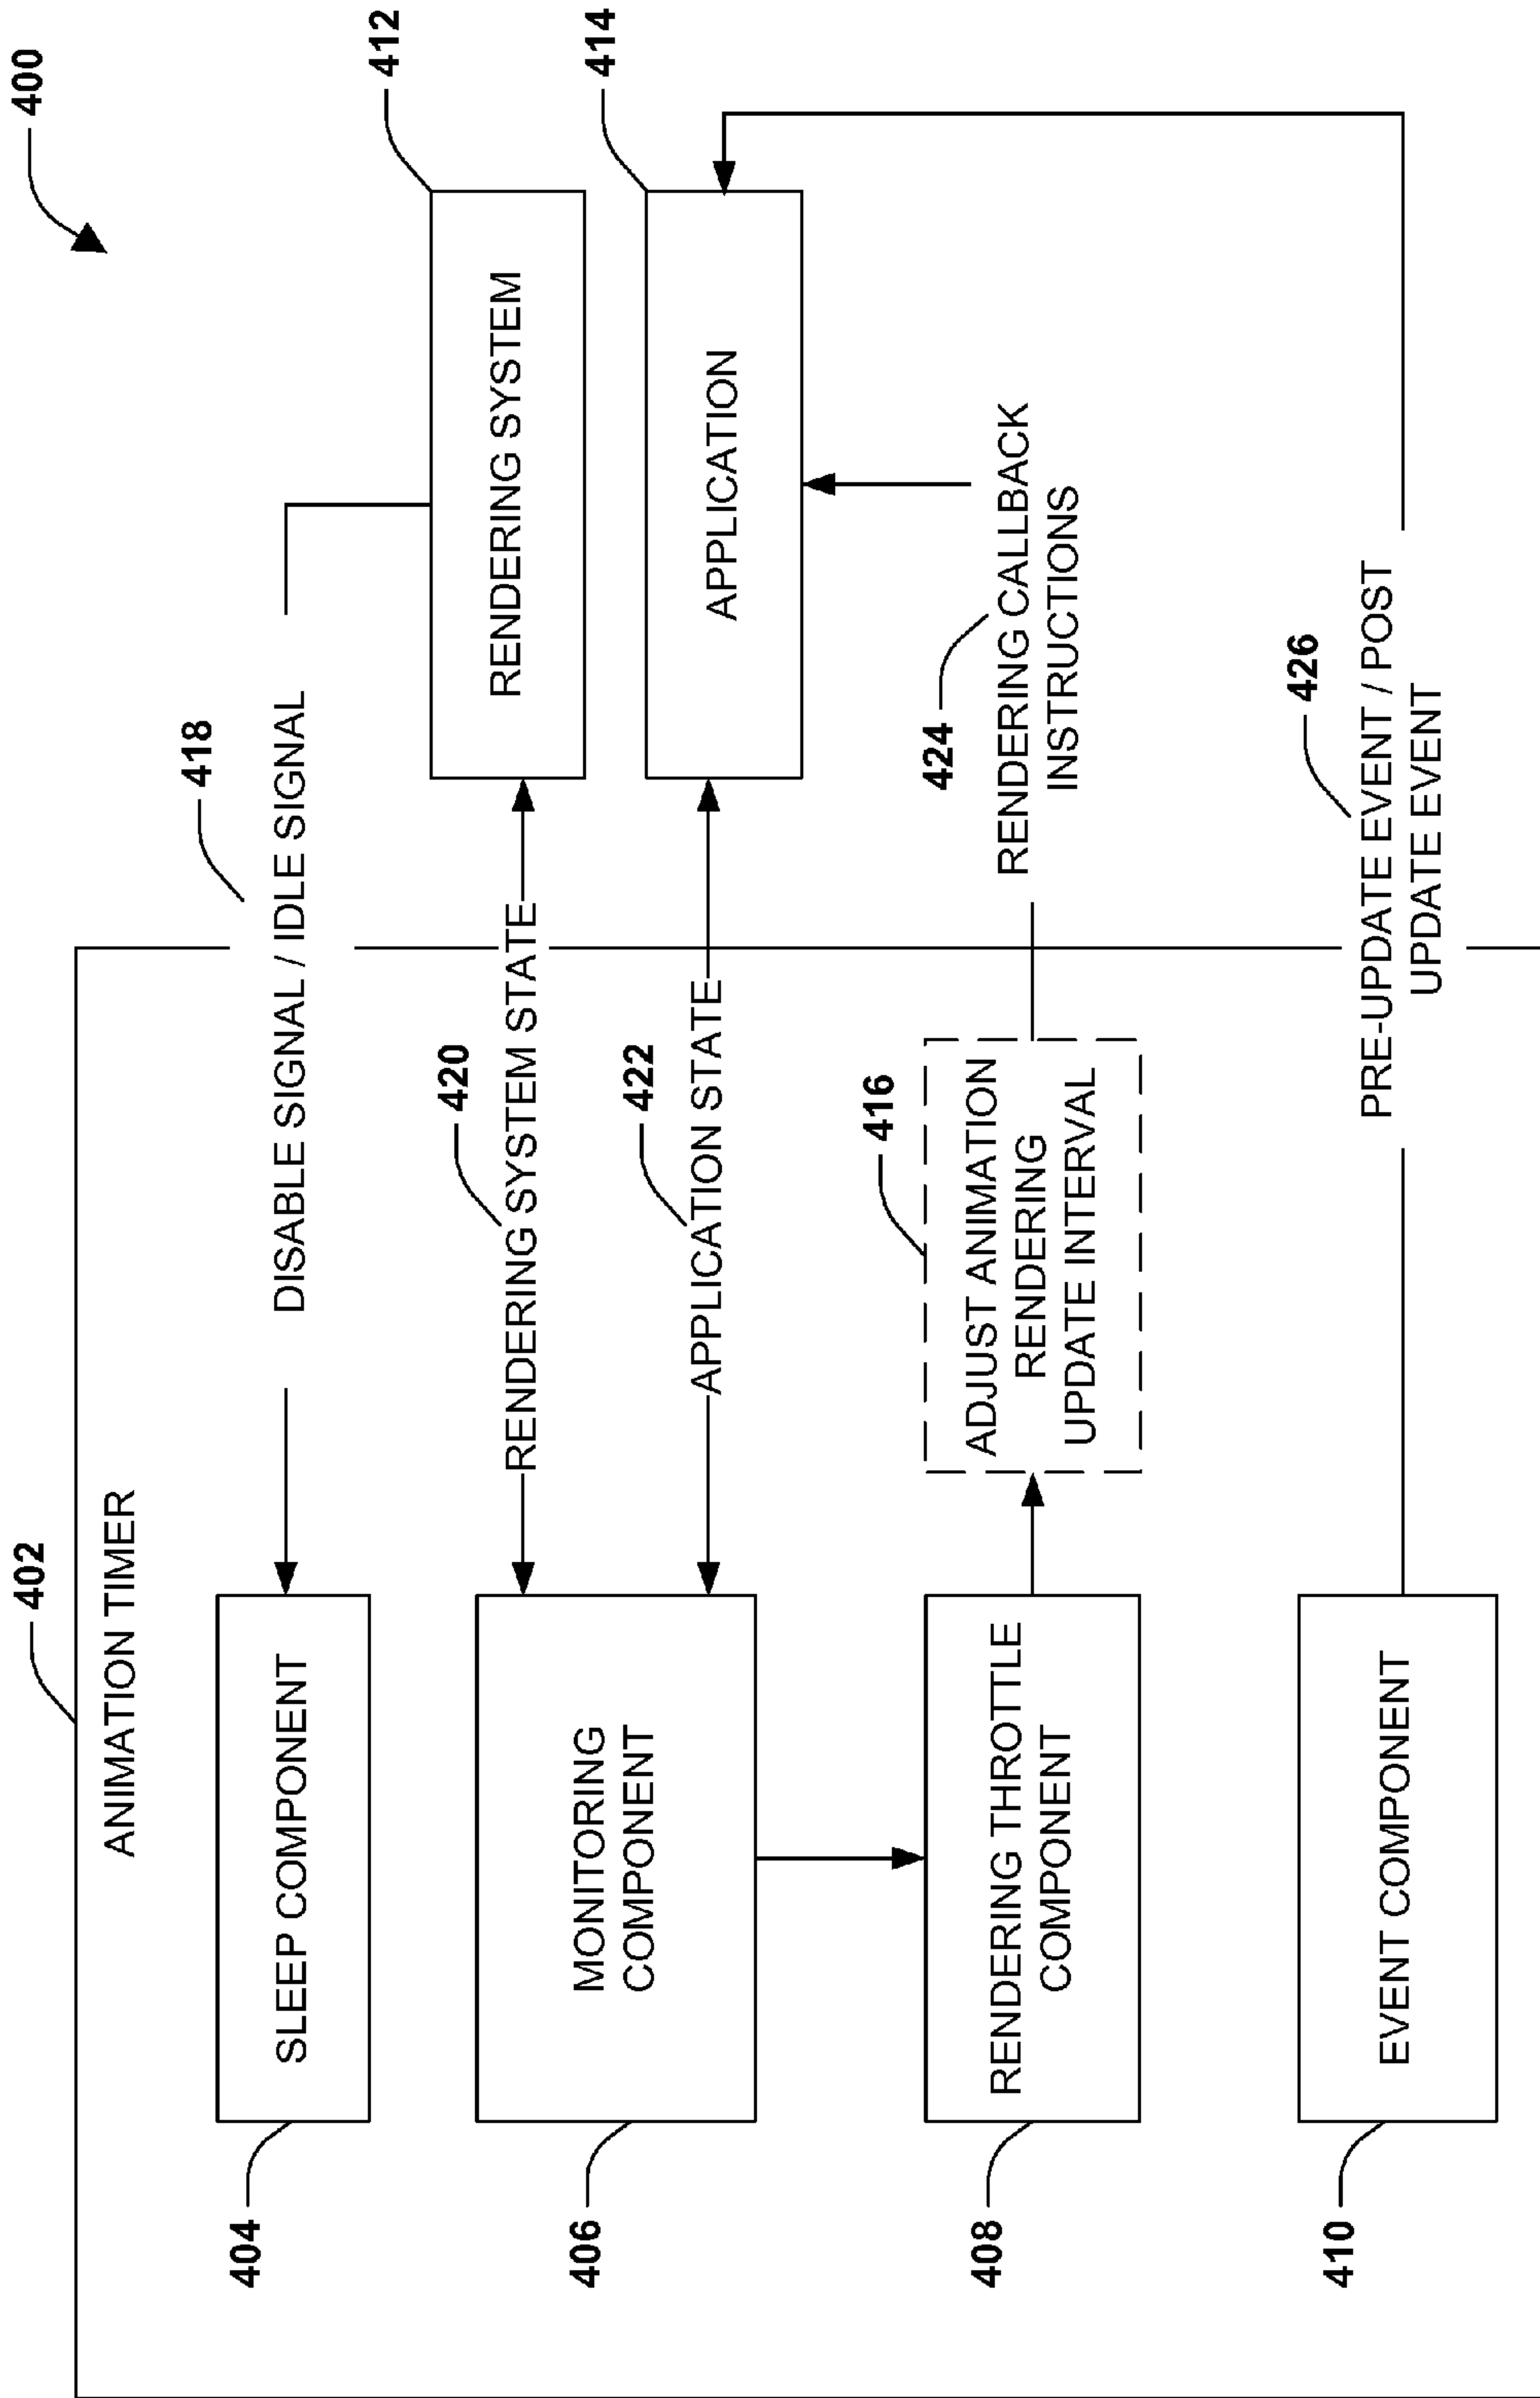 400
402
ANIMATION TIMER
404
SLEEP COMPONENT
418
DISABLE SIGNAL / IDLE SIGNAL
412
RENDERING SYSTEM
406
MONITORING
COMPONENT
420
RENDERING SYSTEM STATE
422
APPLICATION STATE
414
APPLICATION
408
RENDERING THROTTLE
COMPONENT
416
ADJUST ANIMATION
RENDERING
UPDATE INTERVAL
424
RENDERING CALLBACK
INSTRUCTIONS
410
EVENT COMPONENT
426
PRE-UPDATE EVENT / POST
UPDATE EVENT